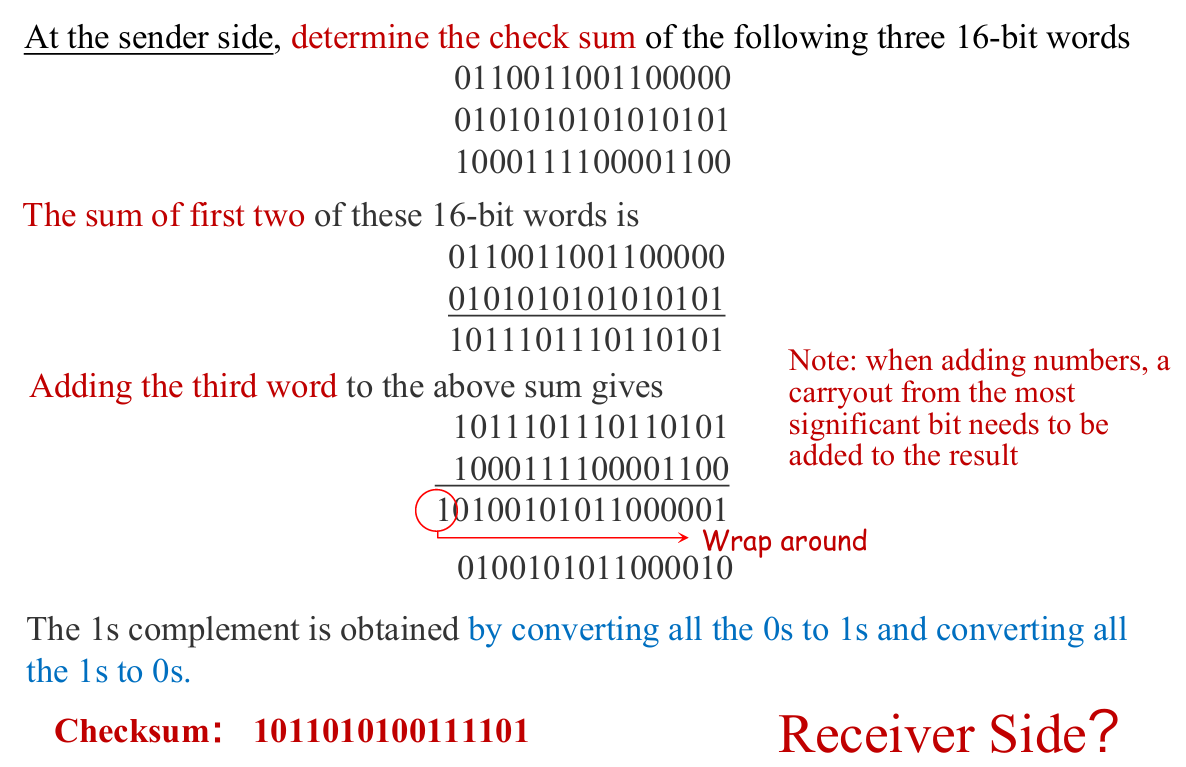 At the sender side, determine the check sum of the following three 16-bit words
0110011001100000
0101010101010101
1000111100001100
The sum of first two of these 16-bit words is
0110011001100000
0101010101010101
1011101110110101
Note: when adding numbers, a
carryout from the most
significant bit needs to be
added to the result
Adding the third word to the above sum gives
1011101110110101
1000111100001100
10100101011000001
Wrap around
0100101011000010
The 1s complement is obtained by converting all the 0s to 1s and converting all
the 1s to 0s.
Checksum: 1011010100111101
Receiver Side?